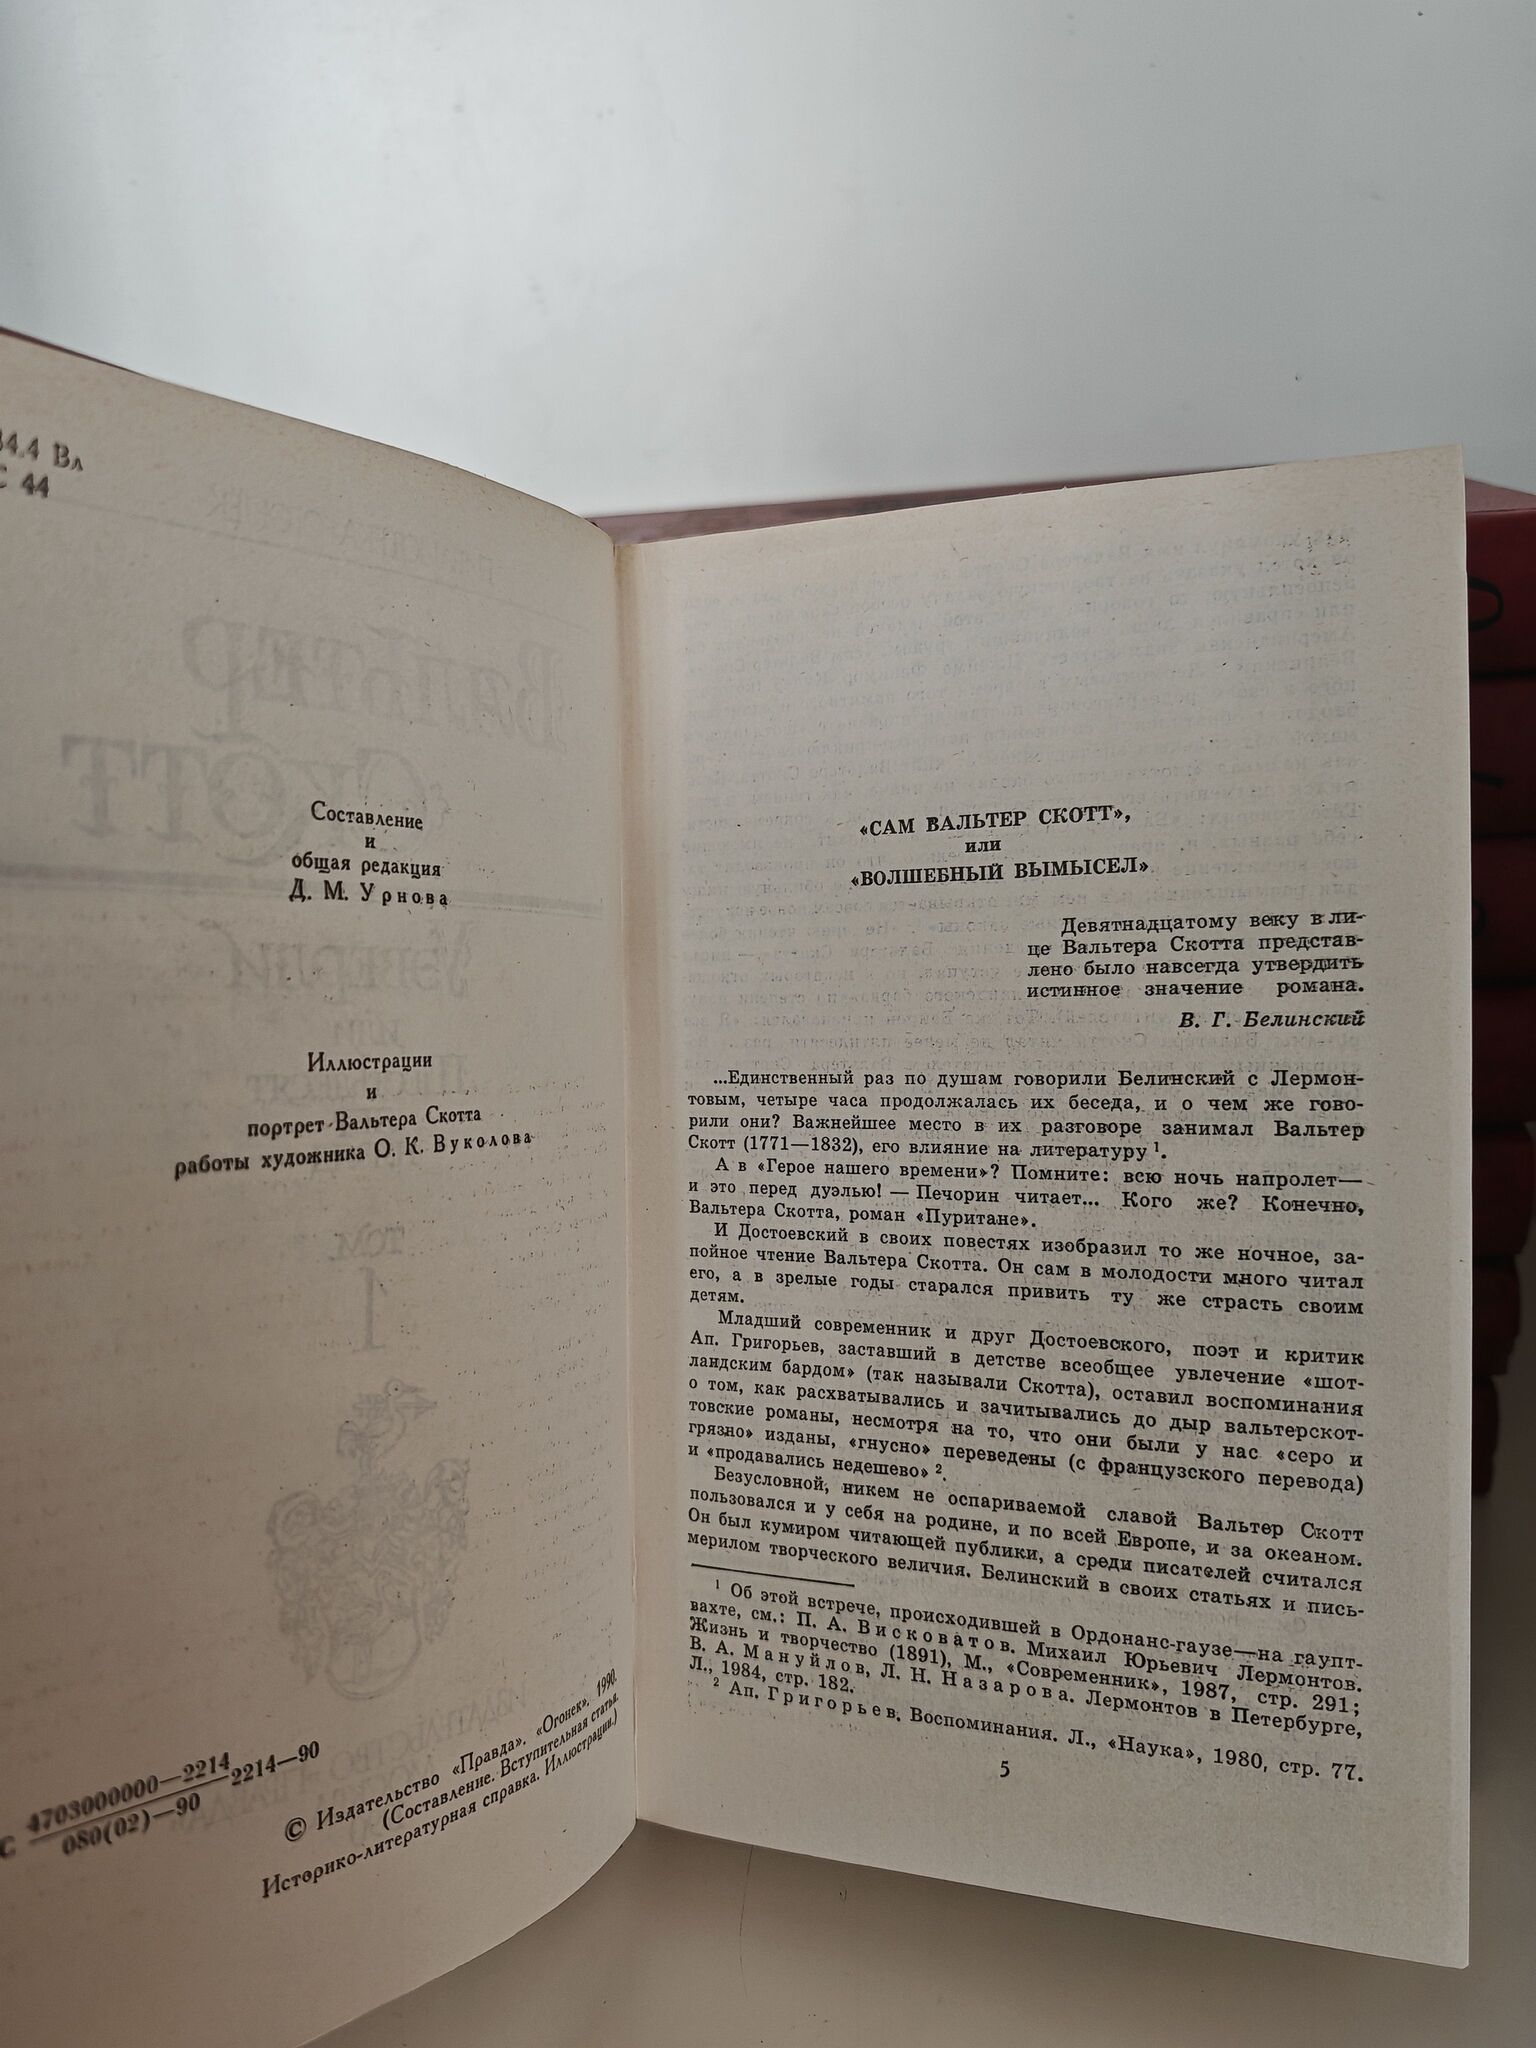 84.4 Вл
С 44
Составление
и
общая редакция
Д. М. Урнова
Иллюстрации
и
портрет Вальтера Скотта
работы художника О. К. Вуколова
С 4703000000—2214 2214—90
080(02)—90
© Издательство «Правда». «Огонек». 1990.
(Составление. Вступительная статья.
Историко-литературная справка. Иллюстрации.)
«САМ ВАЛЬТЕР СКОТТ»,
или
«ВОЛШЕБНЫЙ ВЫМЫСЕЛ»
Девятнадцатому веку в ли-
це Вальтера Скотта представ-
лено было навсегда утвердить
истинное значение романа.
В. Г. Белинский
...Единственный раз по душам говорили Белинский с Лермон-
товым, четыре часа продолжалась их беседа, и о чем же гово-
рили они? Важнейшее место в их разговоре занимал Вальтер
Скотт (1771—1832), его влияние на литературу ¹.
А в «Герое нашего времени»? Помните: всю ночь напролет—
и это перед дуэлью! — Печорин читает... Кого же? Конечно,
Вальтера Скотта, роман «Пуритане».
И Достоевский в своих повестях изобразил то же ночное, за-
пойное чтение Вальтера Скотта. Он сам в молодости много читал
его, а в зрелые годы старался привить ту же страсть своим
детям.
Младший современник и друг Достоевского, поэт и критик
Ап. Григорьев, заставший в детстве всеобщее увлечение «шот-
ландским бардом» (так называли Скотта), оставил воспоминания
о том, как расхватывались и зачитывались до дыр вальтерскот-
товские романы, несмотря на то, что они были у нас «серо и
грязно» изданы, «гнусно» переведены (с французского перевода)
и «продавались недешево» ².
Безусловной, никем не оспариваемой славой Вальтер Скотт
пользовался и у себя на родине, и по всей Европе, и за океаном.
Он был кумиром читающей публики, а среди писателей считался
мерилом творческого величия. Белинский в своих статьях и пись-
¹ Об этой встрече, происходившей в Ордонанс-гаузе—на гаупт-
вахте, см.: П. А. Висковатов. Михаил Юрьевич Лермонтов.
Жизнь и творчество (1891), М., «Современник», 1987, стр. 291;
В. А. Мануйлов, Л. Н. Назарова. Лермонтов в Петербурге,
Л., 1984, стр. 182.
² Ап. Григорьев. Воспоминания. Л., «Наука», 1980, стр. 77.
5